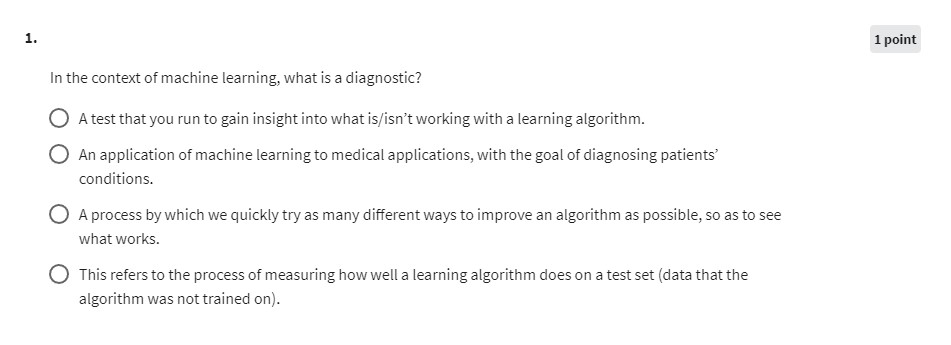 1.
1 point
In the context of machine learning, what is a diagnostic?
A test that you run to gain insight into what is/isn’t working with a learning algorithm.
An application of machine learning to medical applications, with the goal of diagnosing patients’
conditions.
A process by which we quickly try as many different ways to improve an algorithm as possible, so as to see
what works.
This refers to the process of measuring how well a learning algorithm does on a test set (data that the
algorithm was not trained on).